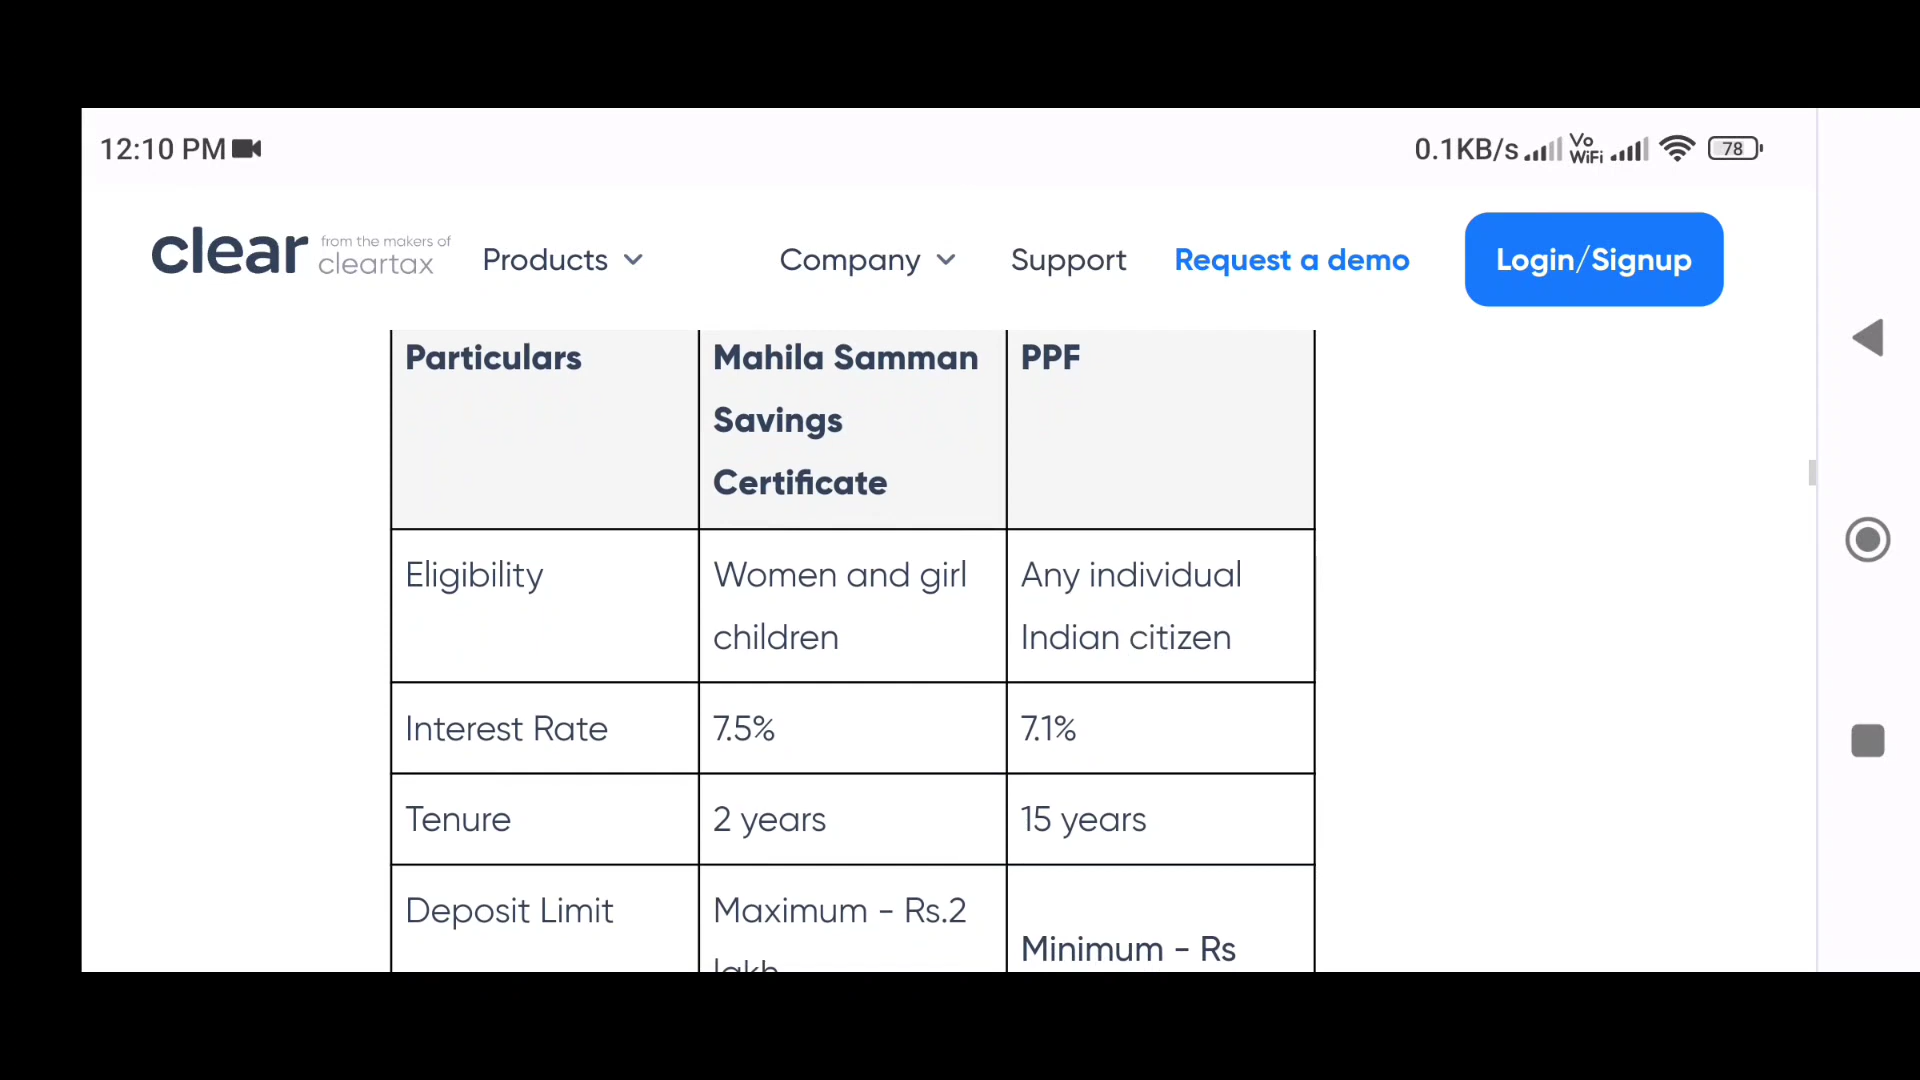 12:10 PM
0.1KB/s Vo WiFi 78
clear from the makers of cleartax Products Company Support Request a demo Login/Signup
Particulars Mahila Samman PPF
Savings
Certificate
Eligibility Women and girl Any individual
children Indian citizen
Interest Rate 7.5% 7.1%
Tenure 2 years 15 years
Deposit Limit Maximum - Rs.2
Minimum - Rs
lakh